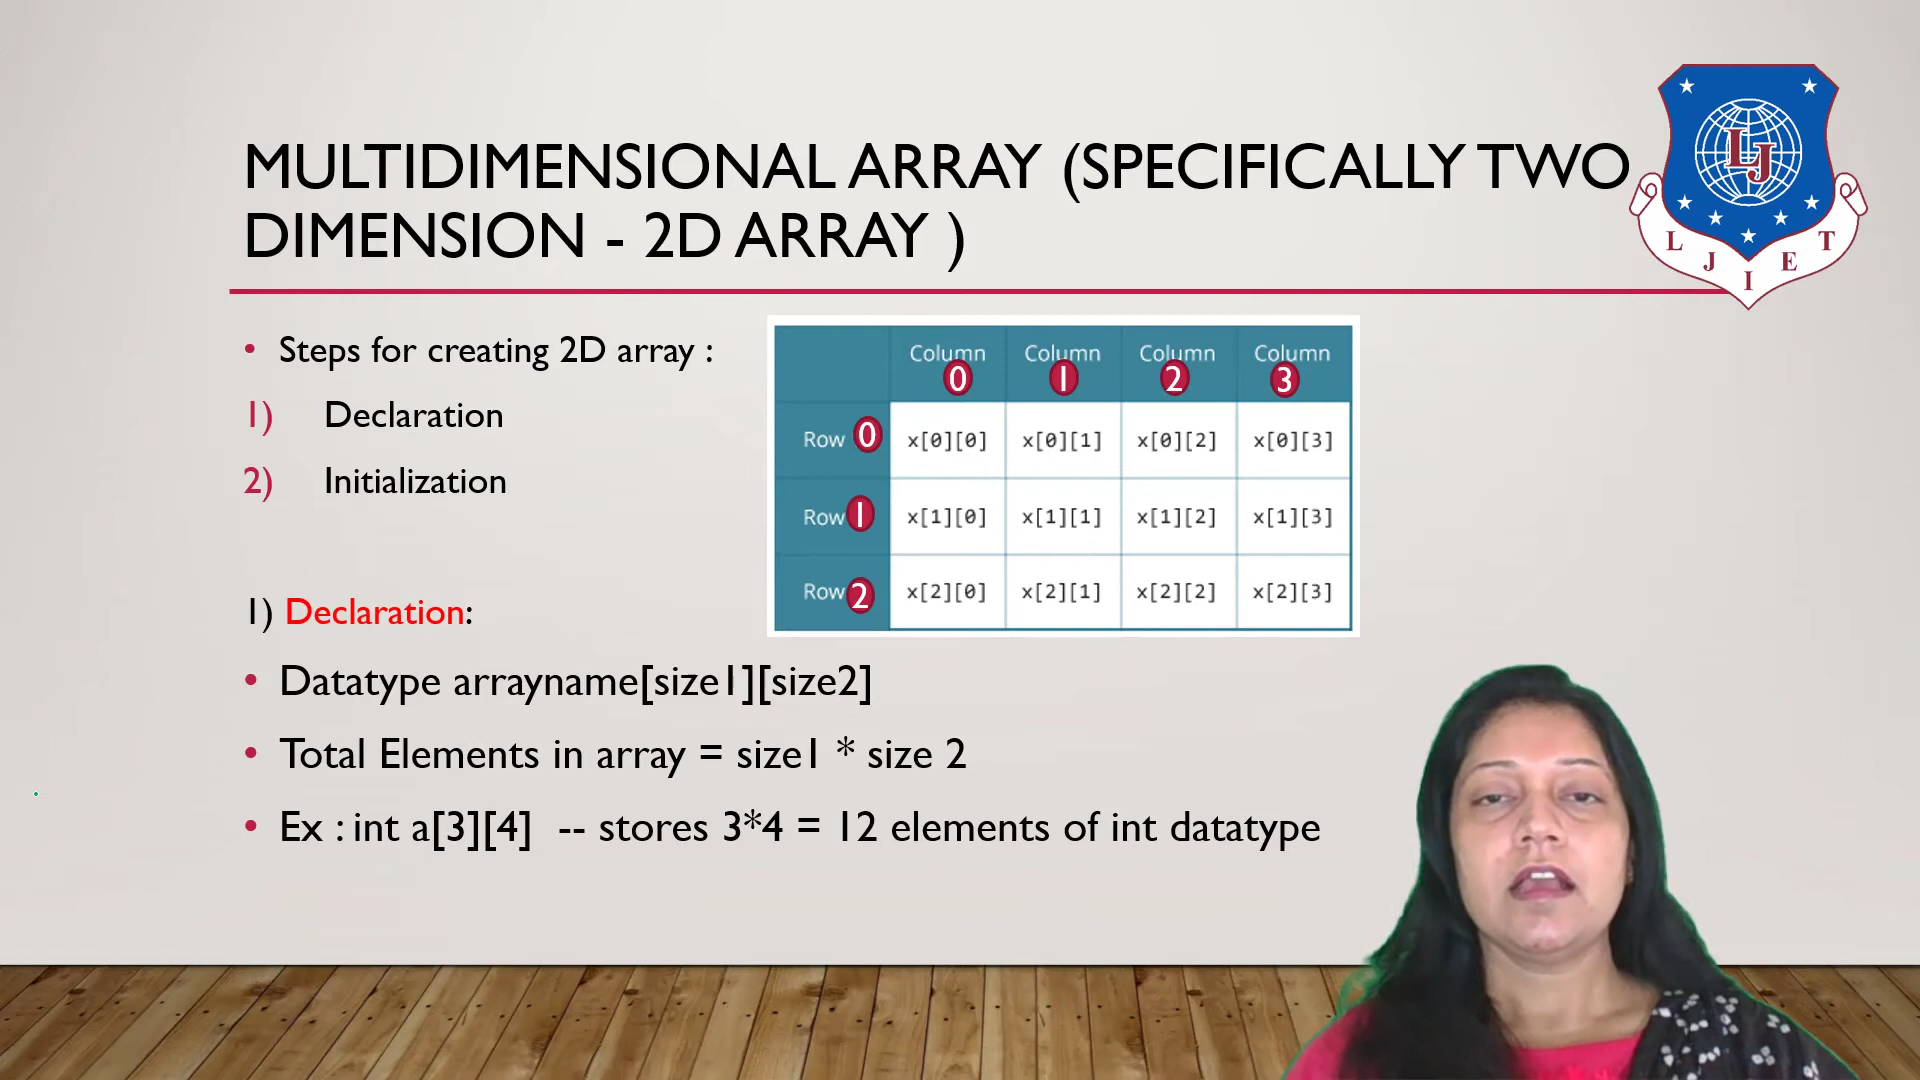 MULTIDIMENSIONAL ARRAY (SPECIFICALLY TWO
DIMENSION - 2D ARRAY )
L J I E T
LJ
• Steps for creating 2D array :
1) Declaration
2) Initialization
Column 0 Column 1 Column 2 Column 3
Row 0 x[0][0] x[0][1] x[0][2] x[0][3]
Row 1 x[1][0] x[1][1] x[1][2] x[1][3]
Row 2 x[2][0] x[2][1] x[2][2] x[2][3]
1) Declaration:
• Datatype arrayname[size1][size2]
• Total Elements in array = size1 * size 2
• Ex : int a[3][4] -- stores 3*4 = 12 elements of int datatype